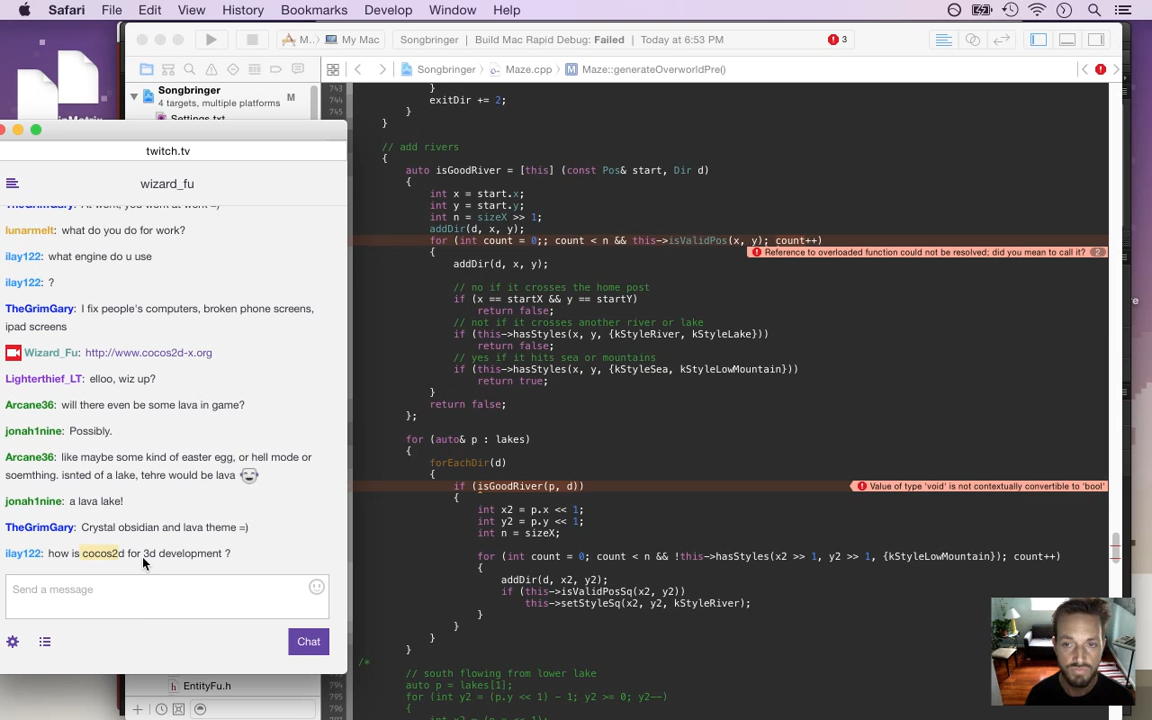 Safari File Edit View History Bookmarks Develop Window Help
M... My Mac Songbringer | Build Mac Rapid Debug: Failed | Today at 6:53 PM 3
Songbringer Maze.cpp Maze::generateOverworldPre()
Songbringer
4 targets, multiple platforms M
Settings.txt
twitch.tv
wizard_fu
lunarmelt: what do you do for work?
ilay122: what engine do u use
ilay122: ?
TheGrimGary: I fix people's computers, broken phone screens,
ipad screens
Wizard_Fu: http://www.cocos2d-x.org
Lighterthief_LT: elloo, wiz up?
Arcane36: will there even be some lava in game?
jonah1nine: Possibly.
Arcane36: like maybe some kind of easter egg, or hell mode or
soemthing. isnted of a lake, tehre would be lava
jonah1nine: a lava lake!
TheGrimGary: Crystal obsidian and lava theme =)
ilay122: how is cocos2d for 3d development ?
Send a message
Chat
EntityFu.h
743 }
744 exitDir += 2;
745 }
}
// add rivers
{
auto isGoodRiver = [this] (const Pos& start, Dir d)
{
int x = start.x;
int y = start.y;
int n = sizeX >> 1;
addDir(d, x, y);
for (int count = 0;; count < n && this->isValidPos(x, y); count++)
Reference to overloaded function could not be resolved; did you mean to call it? 2
{
addDir(d, x, y);
// no if it crosses the home post
if (x == startX && y == startY)
return false;
// not if it crosses another river or lake
if (this->hasStyles(x, y, {kStyleRiver, kStyleLake}))
return false;
// yes if it hits sea or mountains
if (this->hasStyles(x, y, {kStyleSea, kStyleLowMountain}))
return true;
}
return false;
};
for (auto& p : lakes)
{
forEachDir(d)
{
if (isGoodRiver(p, d)) Value of type 'void' is not contextually convertible to 'bool'
{
int x2 = p.x << 1;
int y2 = p.y << 1;
int n = sizeX;
for (int count = 0; count < n && !this->hasStyles(x2 >> 1, y2 >> 1, {kStyleLowMountain}); count++)
{
addDir(d, x2, y2);
if (this->isValidPosSq(x2, y2))
this->setStyleSq(x2, y2, kStyleRiver);
}
}
}
}
/*
// south flowing from lower lake
794 auto p = lakes[1];
795 for (int y2 = (p.y << 1) - 1; y2 >= 0; y2--)
796 {